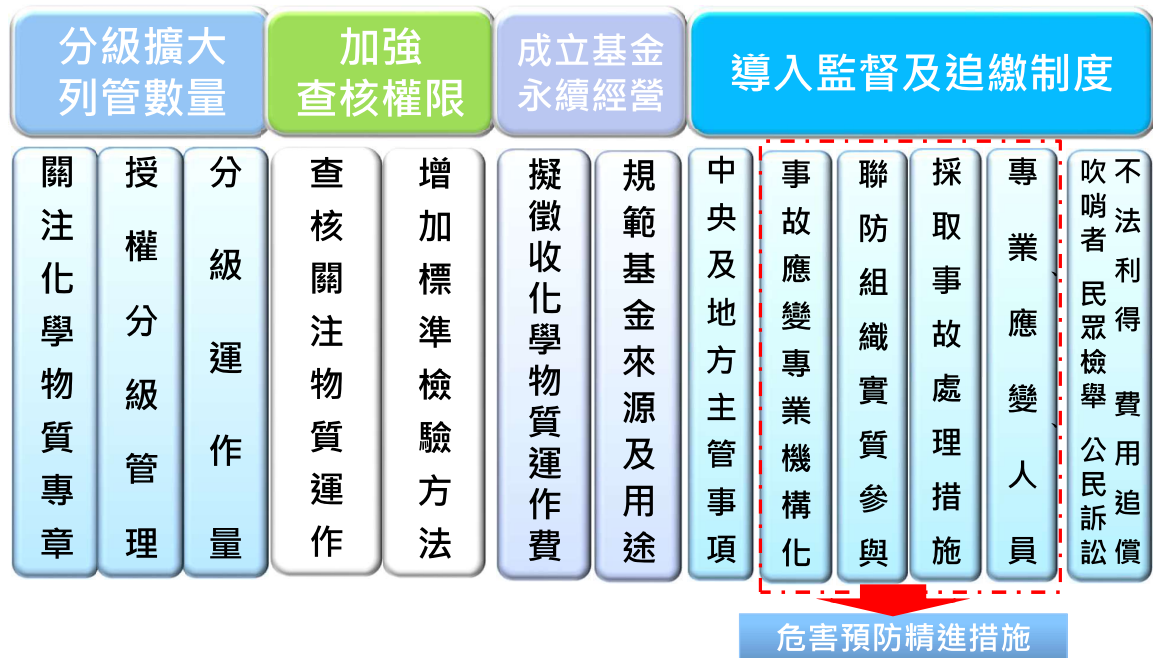 分級擴大
列管數量
加強
查核權限
成立基金
永續經營
導入監督及追繳制度
關注化學物質專章
授權分級管理
分級運作量
查核關注物質運作
增加標準檢驗方法
擬徵收化學物質運作費
規範基金來源及用途
中央及地方主管事項
事故應變專業機構化
聯防組織實質參與
採取事故處理措施
專業、應變、人員
不法利得 費用追償
吹哨者 民眾檢舉 公民訴訟
危害預防精進措施